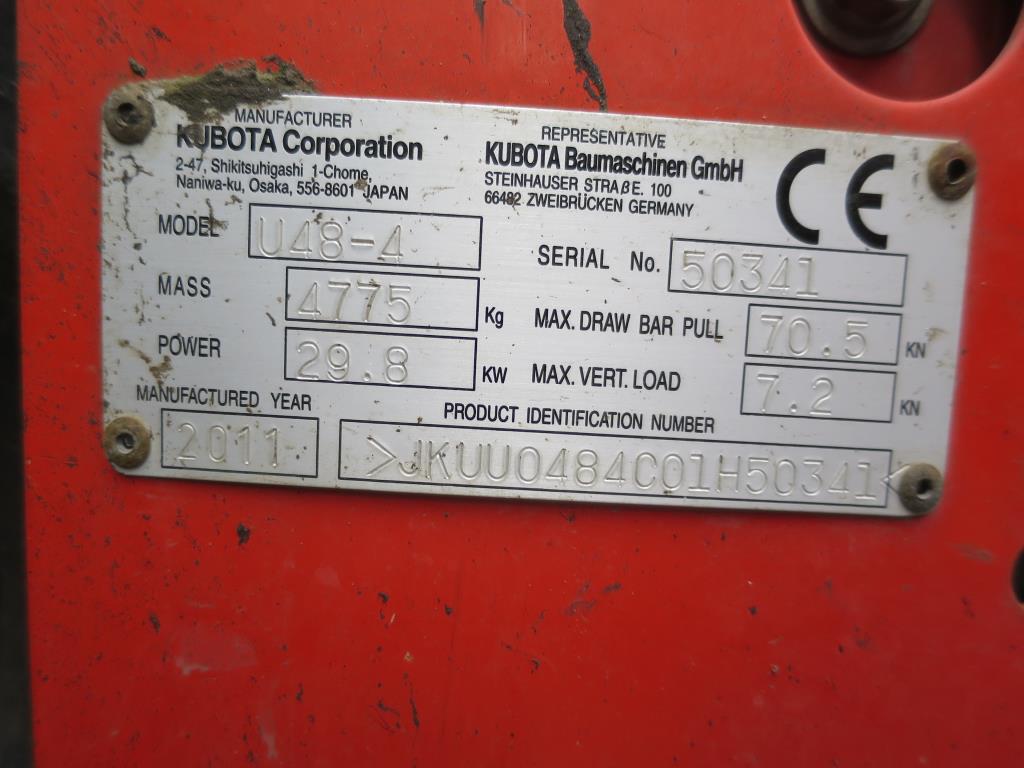 MANUFACTURER
KUBOTA Corporation
2-47, Shikitsuhigashi 1-Chome,
Naniwa-ku, Osaka, 556-8601 JAPAN
REPRESENTATIVE
KUBOTA Baumaschinen GmbH
STEINHAUSER STRAßE. 100
66482 ZWEIBRÜCKEN GERMANY
CE
MODEL U48-4
SERIAL No. 50341
MASS 4775 Kg
MAX. DRAW BAR PULL 70.5 KN
POWER 29.8 KW
MAX. VERT. LOAD 7.2 KN
MANUFACTURED YEAR
2011
PRODUCT IDENTIFICATION NUMBER
>JKUU0484C01H50341<